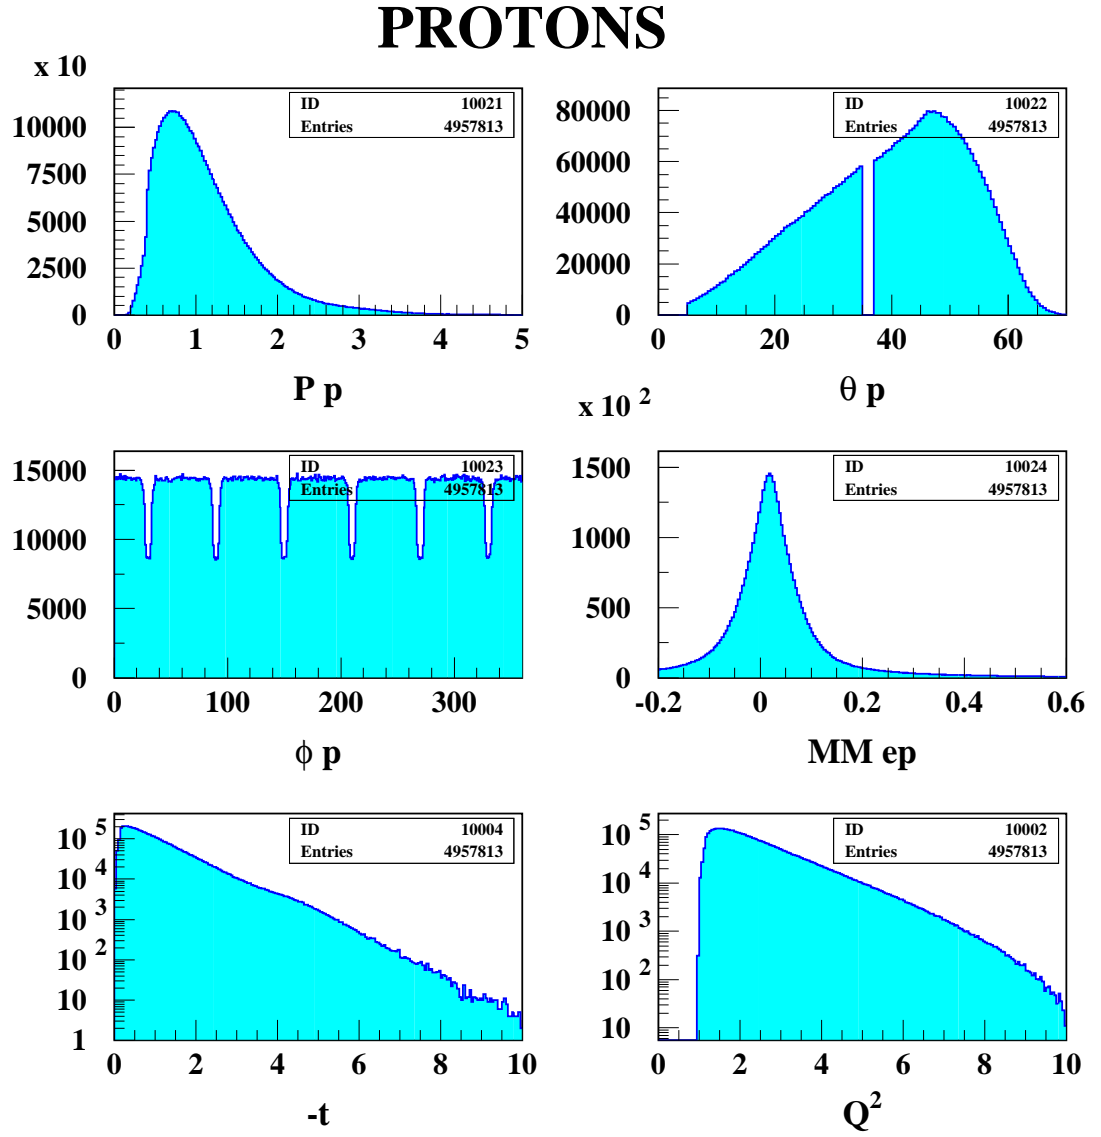 PROTONS
x 10
ID 10021
Entries 4957813
10000
7500
5000
2500
0
0 1 2 3 4 5
P p
ID 10022
Entries 4957813
80000
60000
40000
20000
0
0 20 40 60
θ p
ID 10023
Entries 4957813
15000
10000
5000
0
0 100 200 300
ϕ p
x 10 ²
ID 10024
Entries 4957813
1500
1000
500
0
-0.2 0 0.2 0.4 0.6
MM ep
ID 10004
Entries 4957813
10 ⁵
10 ⁴
10 ³
10 ²
10
1
0 2 4 6 8 10
-t
ID 10002
Entries 4957813
10 ⁵
10 ⁴
10 ³
10 ²
10
0 2 4 6 8 10
Q²